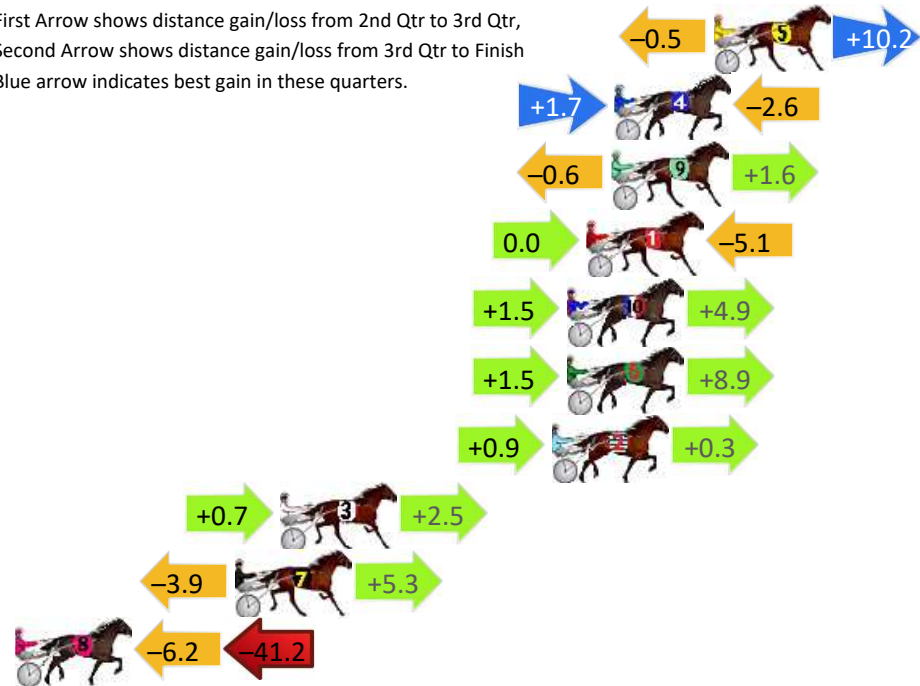 First Arrow shows distance gain/loss from 2nd Qtr to 3rd Qtr,
Second Arrow shows distance gain/loss from 3rd Qtr to Finish
Blue arrow indicates best gain in these quarters.
–0.5 5 +10.2
+1.7 4 –2.6
–0.6 9 +1.6
0.0 1 –5.1
+1.5 10 +4.9
+1.5 6 +8.9
+0.9 2 +0.3
+0.7 3 +2.5
–3.9 7 +5.3
8 –6.2 –41.2